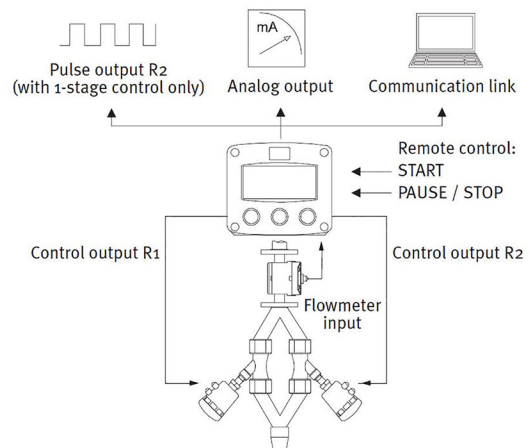 mA
Pulse output R2
(with 1-stage control only)
Analog output
Communication link
Remote control:
START
PAUSE / STOP
Control output R1
Control output R2
Flowmeter
input